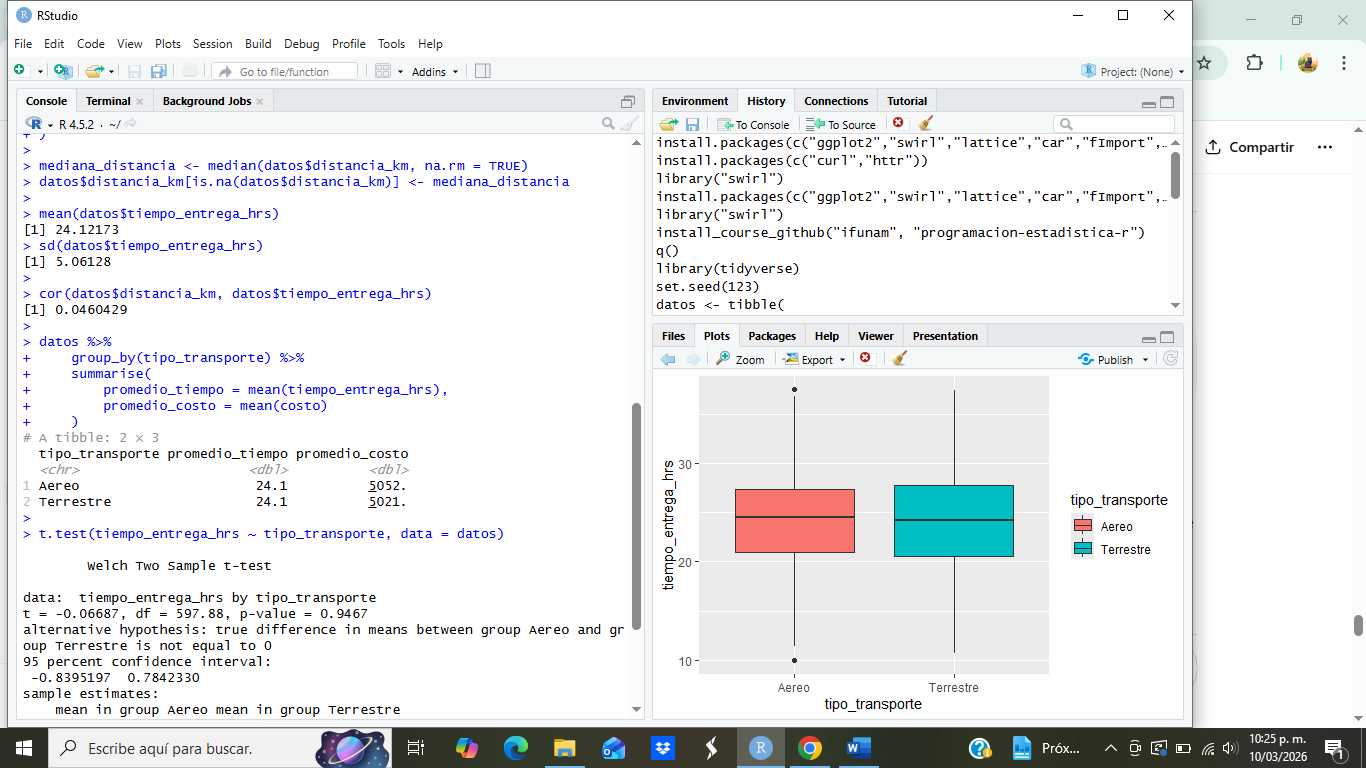 RStudio
File Edit Code View Plots Session Build Debug Profile Tools Help
Go to file/function
Addins
Project: (None)
Console Terminal Background Jobs
R 4.5.2 · ~/
+ )
>
> mediana_distancia <- median(datos$distancia_km, na.rm = TRUE)
> datos$distancia_km[is.na(datos$distancia_km)] <- mediana_distancia
>
> mean(datos$tiempo_entrega_hrs)
[1] 24.12173
> sd(datos$tiempo_entrega_hrs)
[1] 5.06128
>
> cor(datos$distancia_km, datos$tiempo_entrega_hrs)
[1] 0.0460429
>
> datos %>%
+     group_by(tipo_transporte) %>%
+     summarise(
+         promedio_tiempo = mean(tiempo_entrega_hrs),
+         promedio_costo = mean(costo)
+     )
# A tibble: 2 × 3
  tipo_transporte promedio_tiempo promedio_costo
  <chr>                     <dbl>          <dbl>
1 Aereo                      24.1          5052.
2 Terrestre                  24.1          5021.
>
> t.test(tiempo_entrega_hrs ~ tipo_transporte, data = datos)
        Welch Two Sample t-test
data:  tiempo_entrega_hrs by tipo_transporte
t = -0.06687, df = 597.88, p-value = 0.9467
alternative hypothesis: true difference in means between group Aereo and gr
oup Terrestre is not equal to 0
95 percent confidence interval:
 -0.8395197  0.7842330
sample estimates:
    mean in group Aereo mean in group Terrestre
Environment History Connections Tutorial
To Console To Source
install.packages(c("ggplot2","swirl","lattice","car","fImport",…
install.packages(c("curl","httr"))
library("swirl")
install.packages(c("ggplot2","swirl","lattice","car","fImport",…
library("swirl")
install_course_github("ifunam", "programacion-estadistica-r")
q()
library(tidyverse)
set.seed(123)
datos <- tibble(
Files Plots Packages Help Viewer Presentation
Zoom Export Publish
tiempo_entrega_hrs
30
20
10
Aereo Terrestre
tipo_transporte
tipo_transporte
Aereo
Terrestre
Compartir
Escribe aquí para buscar.
Próx...
10:25 p. m.
10/03/2026
1